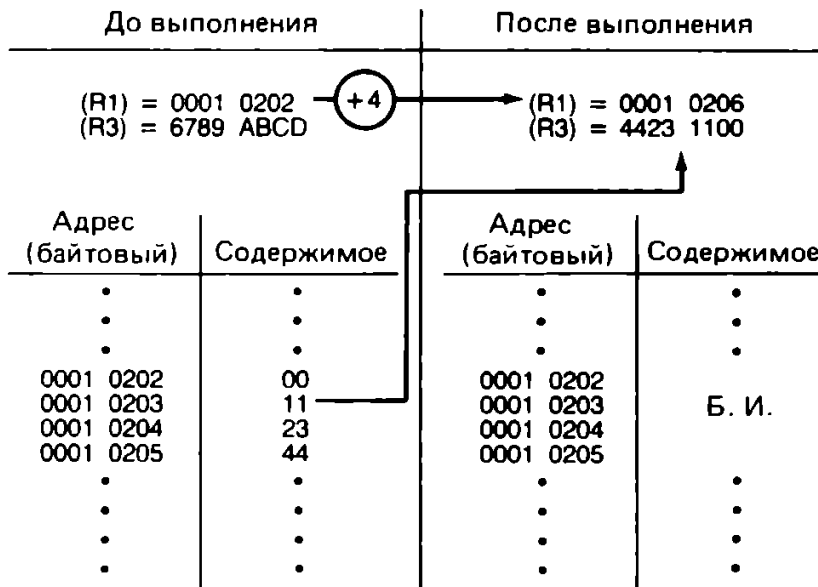 До выполнения После выполнения
(R1) = 0001 0202 +4 (R1) = 0001 0206
(R3) = 6789 ABCD (R3) = 4423 1100
Адрес Адрес
(байтовый) Содержимое (байтовый) Содержимое
0001 0202 00 0001 0202
0001 0203 11 0001 0203 Б. И.
0001 0204 23 0001 0204
0001 0205 44 0001 0205